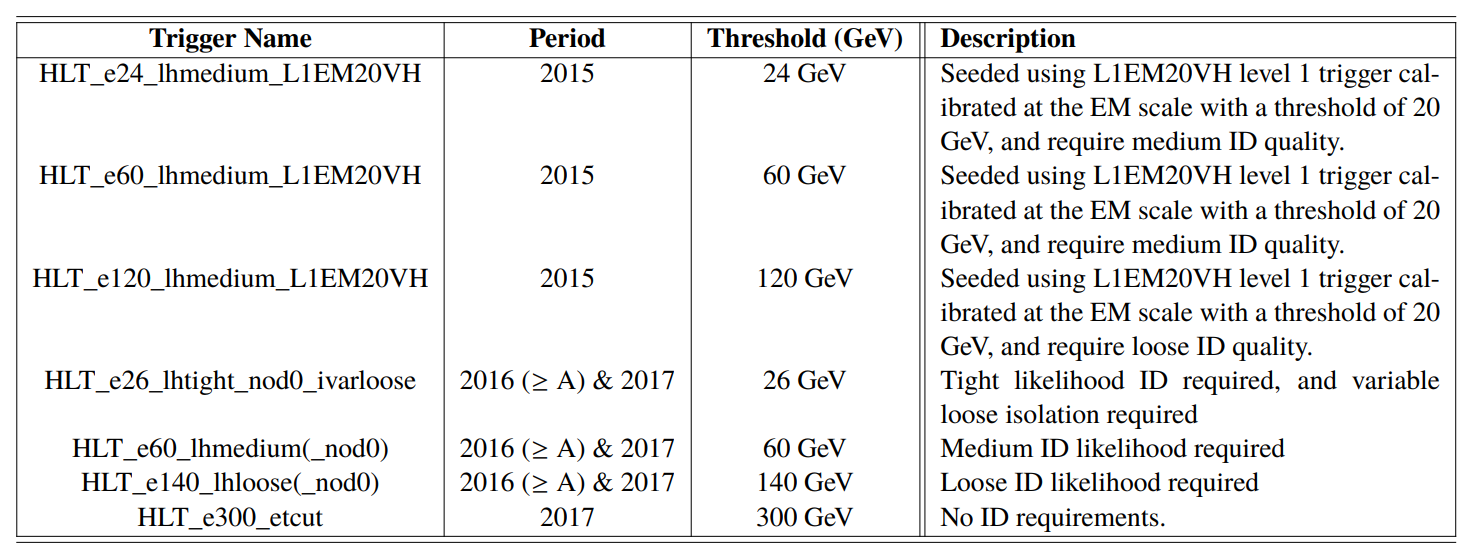 Trigger Name Period Threshold (GeV) Description
HLT_e24_lhmedium_L1EM20VH 2015 24 GeV Seeded using L1EM20VH level 1 trigger cal-
ibrated at the EM scale with a threshold of 20
GeV, and require medium ID quality.
HLT_e60_lhmedium_L1EM20VH 2015 60 GeV Seeded using L1EM20VH level 1 trigger cal-
ibrated at the EM scale with a threshold of 20
GeV, and require medium ID quality.
HLT_e120_lhmedium_L1EM20VH 2015 120 GeV Seeded using L1EM20VH level 1 trigger cal-
ibrated at the EM scale with a threshold of 20
GeV, and require loose ID quality.
HLT_e26_lhtight_nod0_ivarloose 2016 (≥ A) & 2017 26 GeV Tight likelihood ID required, and variable
loose isolation required
HLT_e60_lhmedium(_nod0) 2016 (≥ A) & 2017 60 GeV Medium ID likelihood required
HLT_e140_lhloose(_nod0) 2016 (≥ A) & 2017 140 GeV Loose ID likelihood required
HLT_e300_etcut 2017 300 GeV No ID requirements.